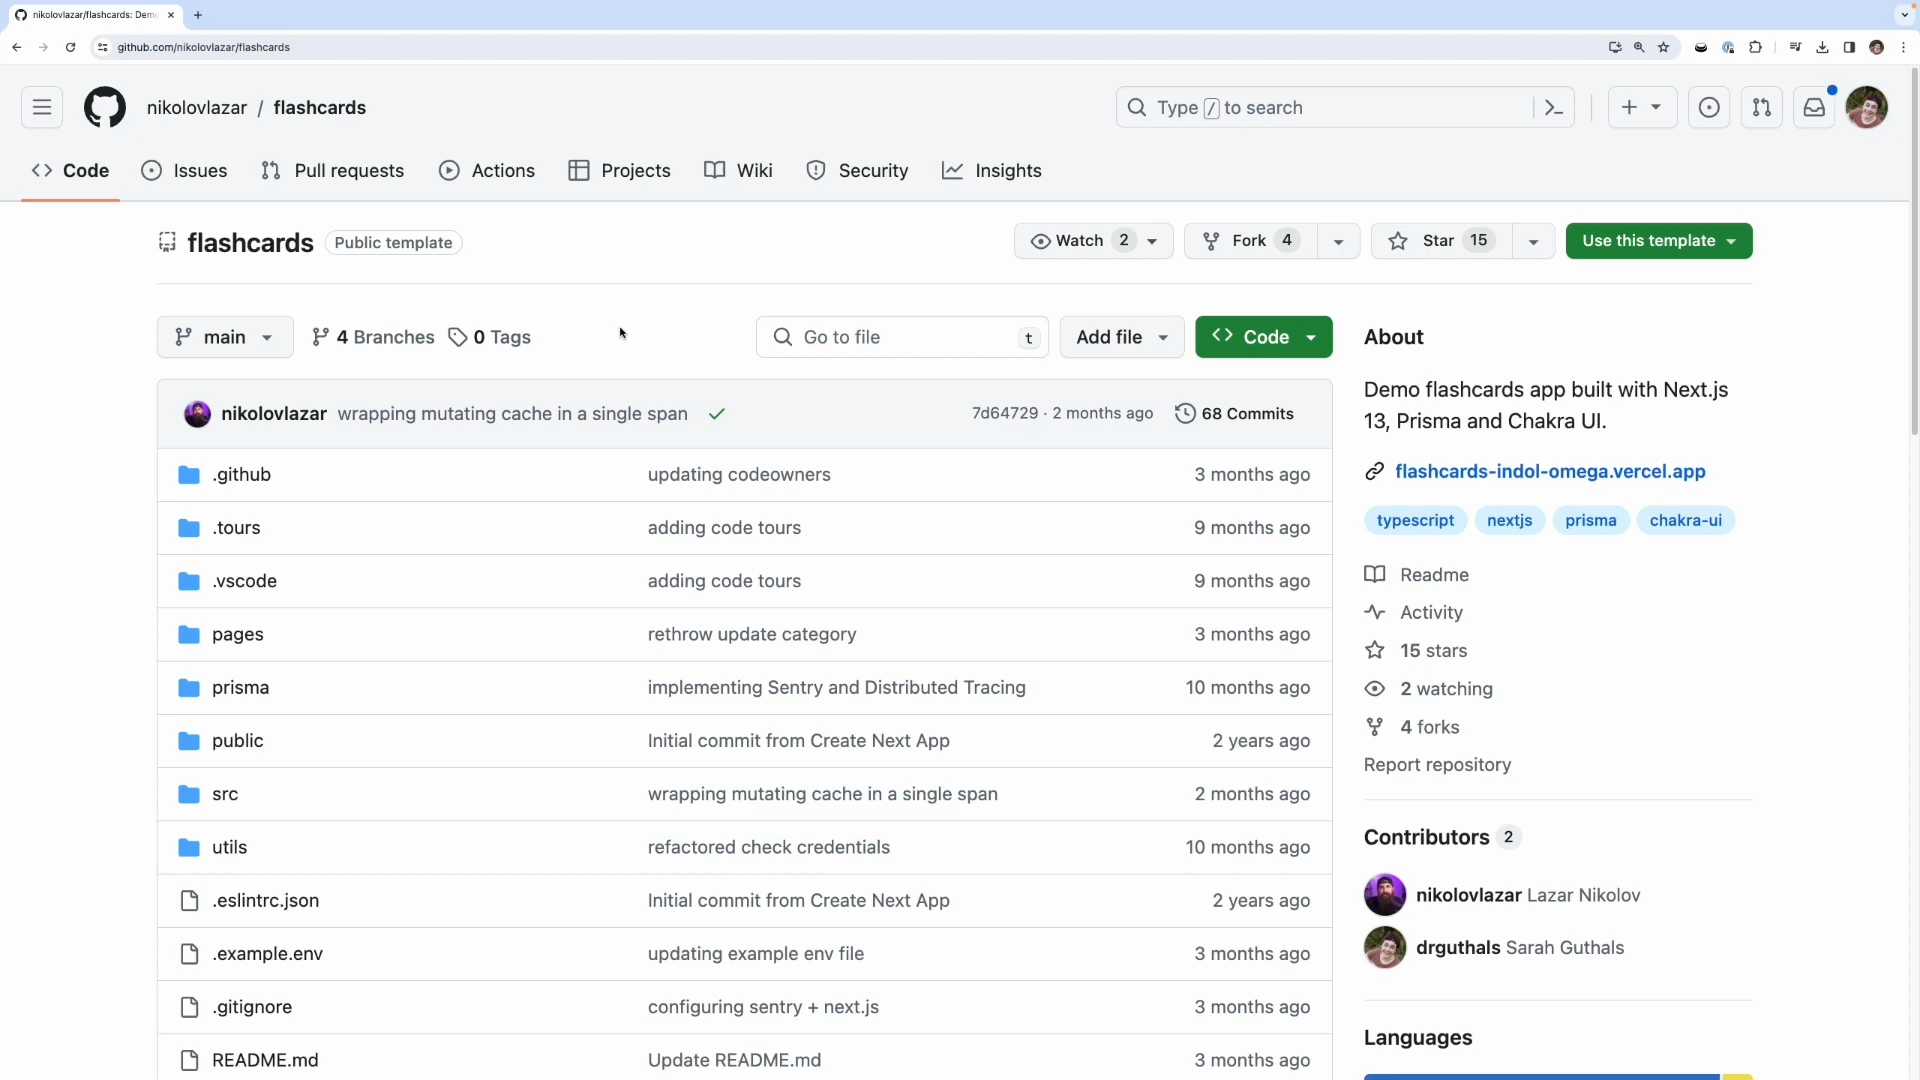 nikolovlazar/flashcards: Demo
github.com/nikolovlazar/flashcards
nikolovlazar / flashcards
Type / to search
Code
Issues
Pull requests
Actions
Projects
Wiki
Security
Insights
flashcards Public template
Watch 2
Fork 4
Star 15
Use this template
main
4 Branches
0 Tags
Go to file t
Add file
Code
nikolovlazar wrapping mutating cache in a single span 7d64729 · 2 months ago 68 Commits
.github updating codeowners 3 months ago
.tours adding code tours 9 months ago
.vscode adding code tours 9 months ago
pages rethrow update category 3 months ago
prisma implementing Sentry and Distributed Tracing 10 months ago
public Initial commit from Create Next App 2 years ago
src wrapping mutating cache in a single span 2 months ago
utils refactored check credentials 10 months ago
.eslintrc.json Initial commit from Create Next App 2 years ago
.example.env updating example env file 3 months ago
.gitignore configuring sentry + next.js 3 months ago
README.md Update README.md 3 months ago
About
Demo flashcards app built with Next.js
13, Prisma and Chakra UI.
flashcards-indol-omega.vercel.app
typescript nextjs prisma chakra-ui
Readme
Activity
15 stars
2 watching
4 forks
Report repository
Contributors 2
nikolovlazar Lazar Nikolov
drguthals Sarah Guthals
Languages